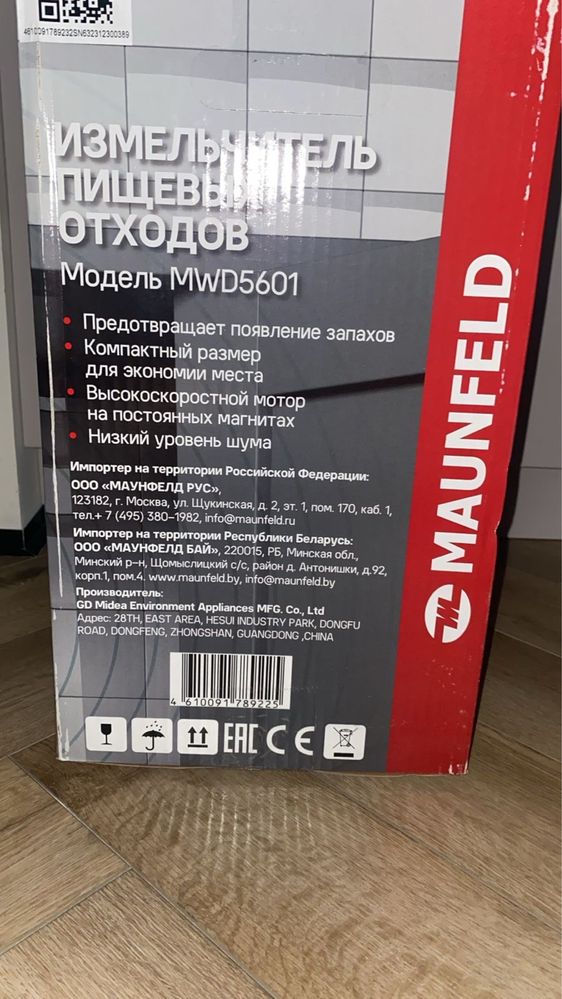 4610091789232SN632312300389
ИЗМЕЛЬЧИТЕЛЬ
ПИЩЕВЫХ
ОТХОДОВ
Модель MWD5601
• Предотвращает появление запахов
• Компактный размер
для экономии места
• Высокоскоростной мотор
на постоянных магнитах
• Низкий уровень шума
Импортер на территории Российской Федерации:
ООО «МАУНФЕЛД РУС»,
123182, г. Москва, ул. Щукинская, д. 2, эт. 1, пом. 170, каб. 1,
тел.+ 7 (495) 380-1982, info@maunfeld.ru
Импортер на территории Республики Беларусь:
ООО «МАУНФЕЛД БАЙ», 220015, РБ, Минская обл.,
Минский р-н, Щомыслицкий с/с, район д. Антонишки, д.92,
корп.1, пом.4. www.maunfeld.by, info@maunfeld.by
Производитель:
GD Midea Environment Appliances MFG. Co., Ltd
Адрес: 28TH, EAST AREA, HESUI INDUSTRY PARK, DONGFU
ROAD, DONGFENG, ZHONGSHAN, GUANGDONG ,CHINA
4 610091 789225
EAC CE
MAUNFELD